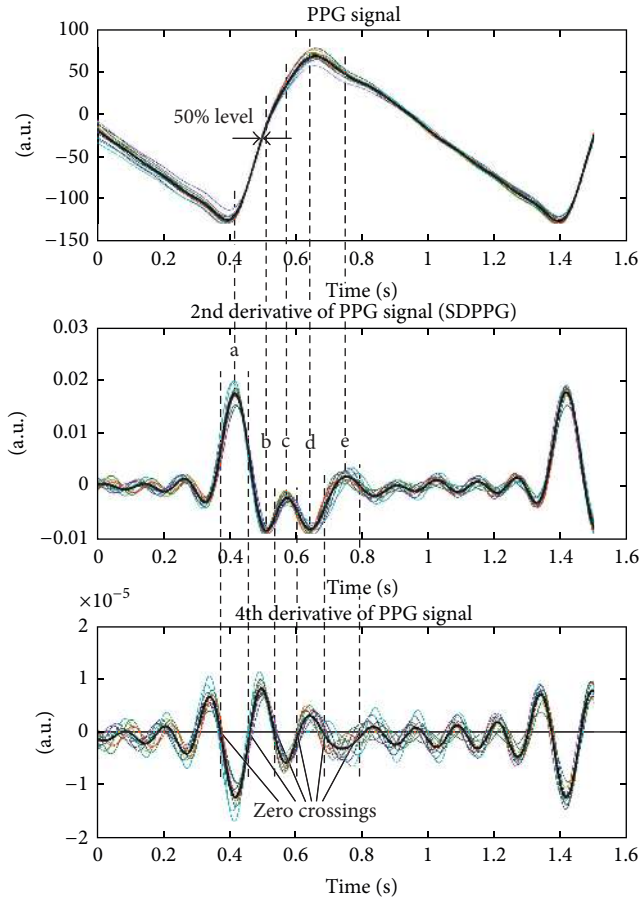 PPG signal
100
50
0
−50
−100
−150
(a.u.)
50% level
0 0.2 0.4 0.6 0.8 1 1.2 1.4 1.6
Time (s)
2nd derivative of PPG signal (SDPPG)
0.03
0.02
0.01
0
−0.01
(a.u.)
a
b c d e
0 0.2 0.4 0.6 0.8 1 1.2 1.4 1.6
Time (s)
×10⁻⁵
4th derivative of PPG signal
2
1
0
−1
−2
(a.u.)
Zero crossings
0 0.2 0.4 0.6 0.8 1 1.2 1.4 1.6
Time (s)